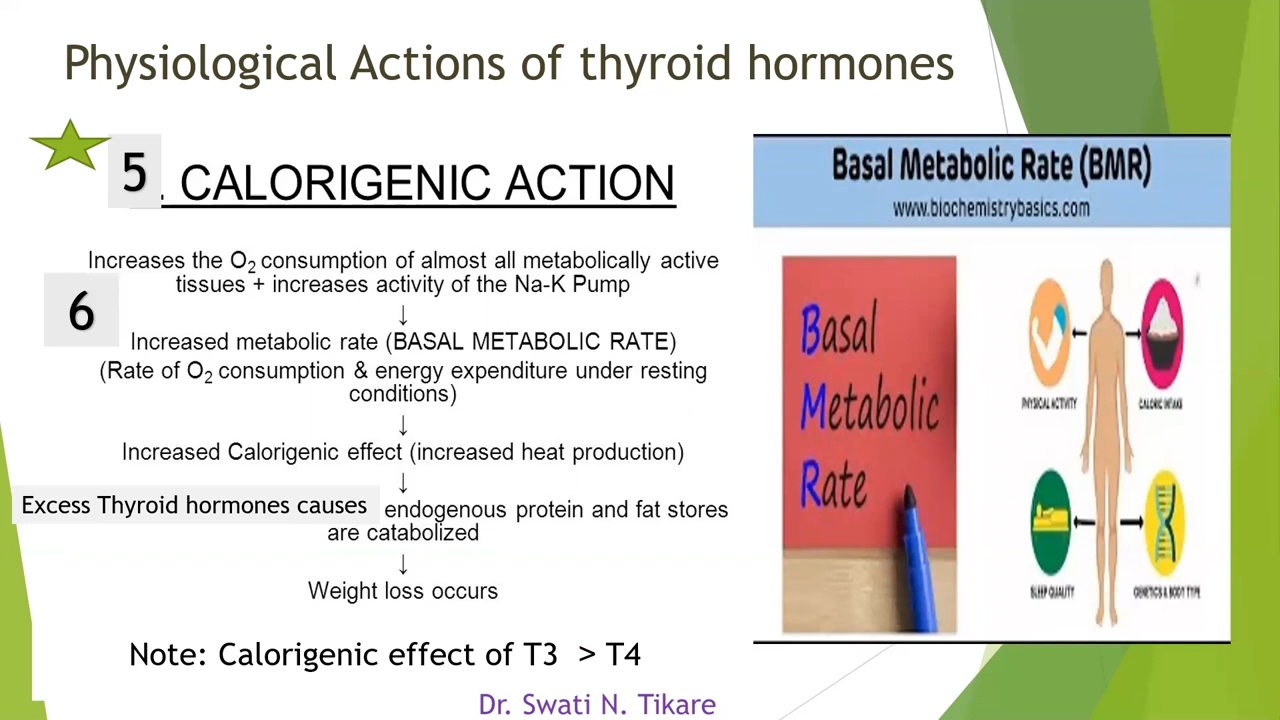 Physiological Actions of thyroid hormones
5
. CALORIGENIC ACTION
Increases the O₂ consumption of almost all metabolically active
tissues + increases activity of the Na-K Pump
↓
6
Increased metabolic rate (BASAL METABOLIC RATE)
(Rate of O₂ consumption & energy expenditure under resting
conditions)
↓
Increased Calorigenic effect (increased heat production)
↓
Excess Thyroid hormones causes endogenous protein and fat stores
are catabolized
↓
Weight loss occurs
Note: Calorigenic effect of T3 > T4
Dr. Swati N. Tikare
Basal Metabolic Rate (BMR)
www.biochemistrybasics.com
Basal
Metabolic
Rate
PHYSICAL ACTIVITY
CALORIC INTAKE
SLEEP QUALITY
GENETICS & BODY TYPE